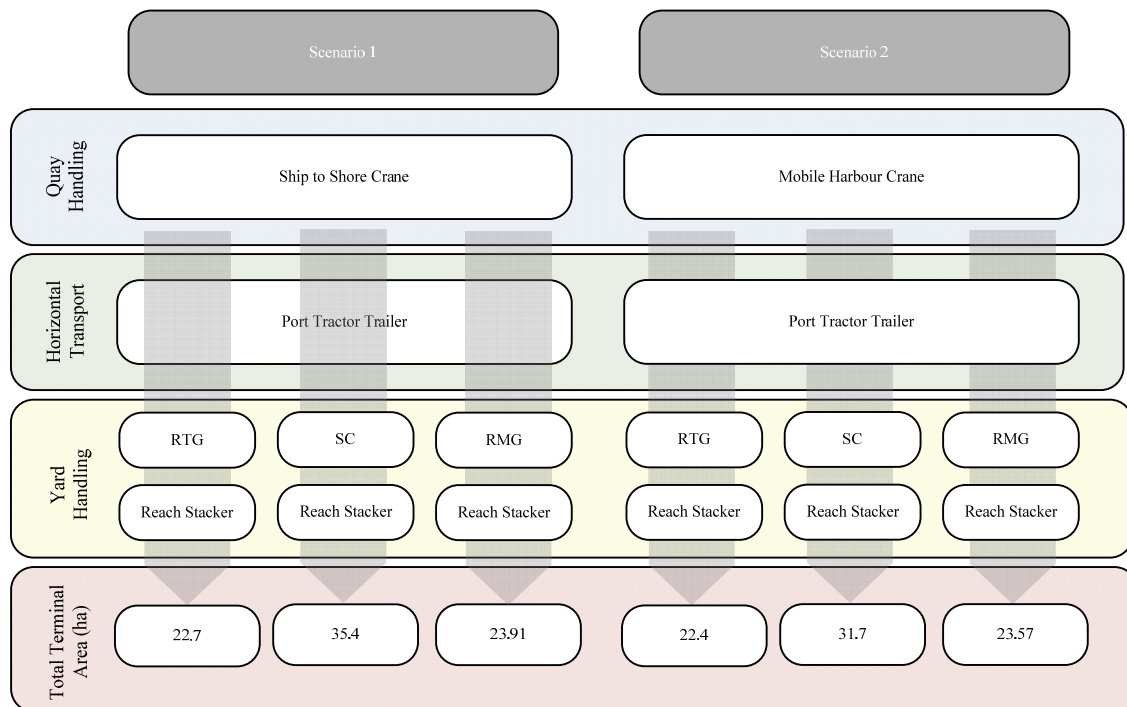 Scenario 1
Scenario 2
Quay
Handling
Ship to Shore Crane
Mobile Harbour Crane
Horizontal
Transport
Port Tractor Trailer
Port Tractor Trailer
Yard
Handling
RTG
SC
RMG
RTG
SC
RMG
Reach Stacker
Reach Stacker
Reach Stacker
Reach Stacker
Reach Stacker
Reach Stacker
Total Terminal
Area (ha)
22.7
35.4
23.91
22.4
31.7
23.57